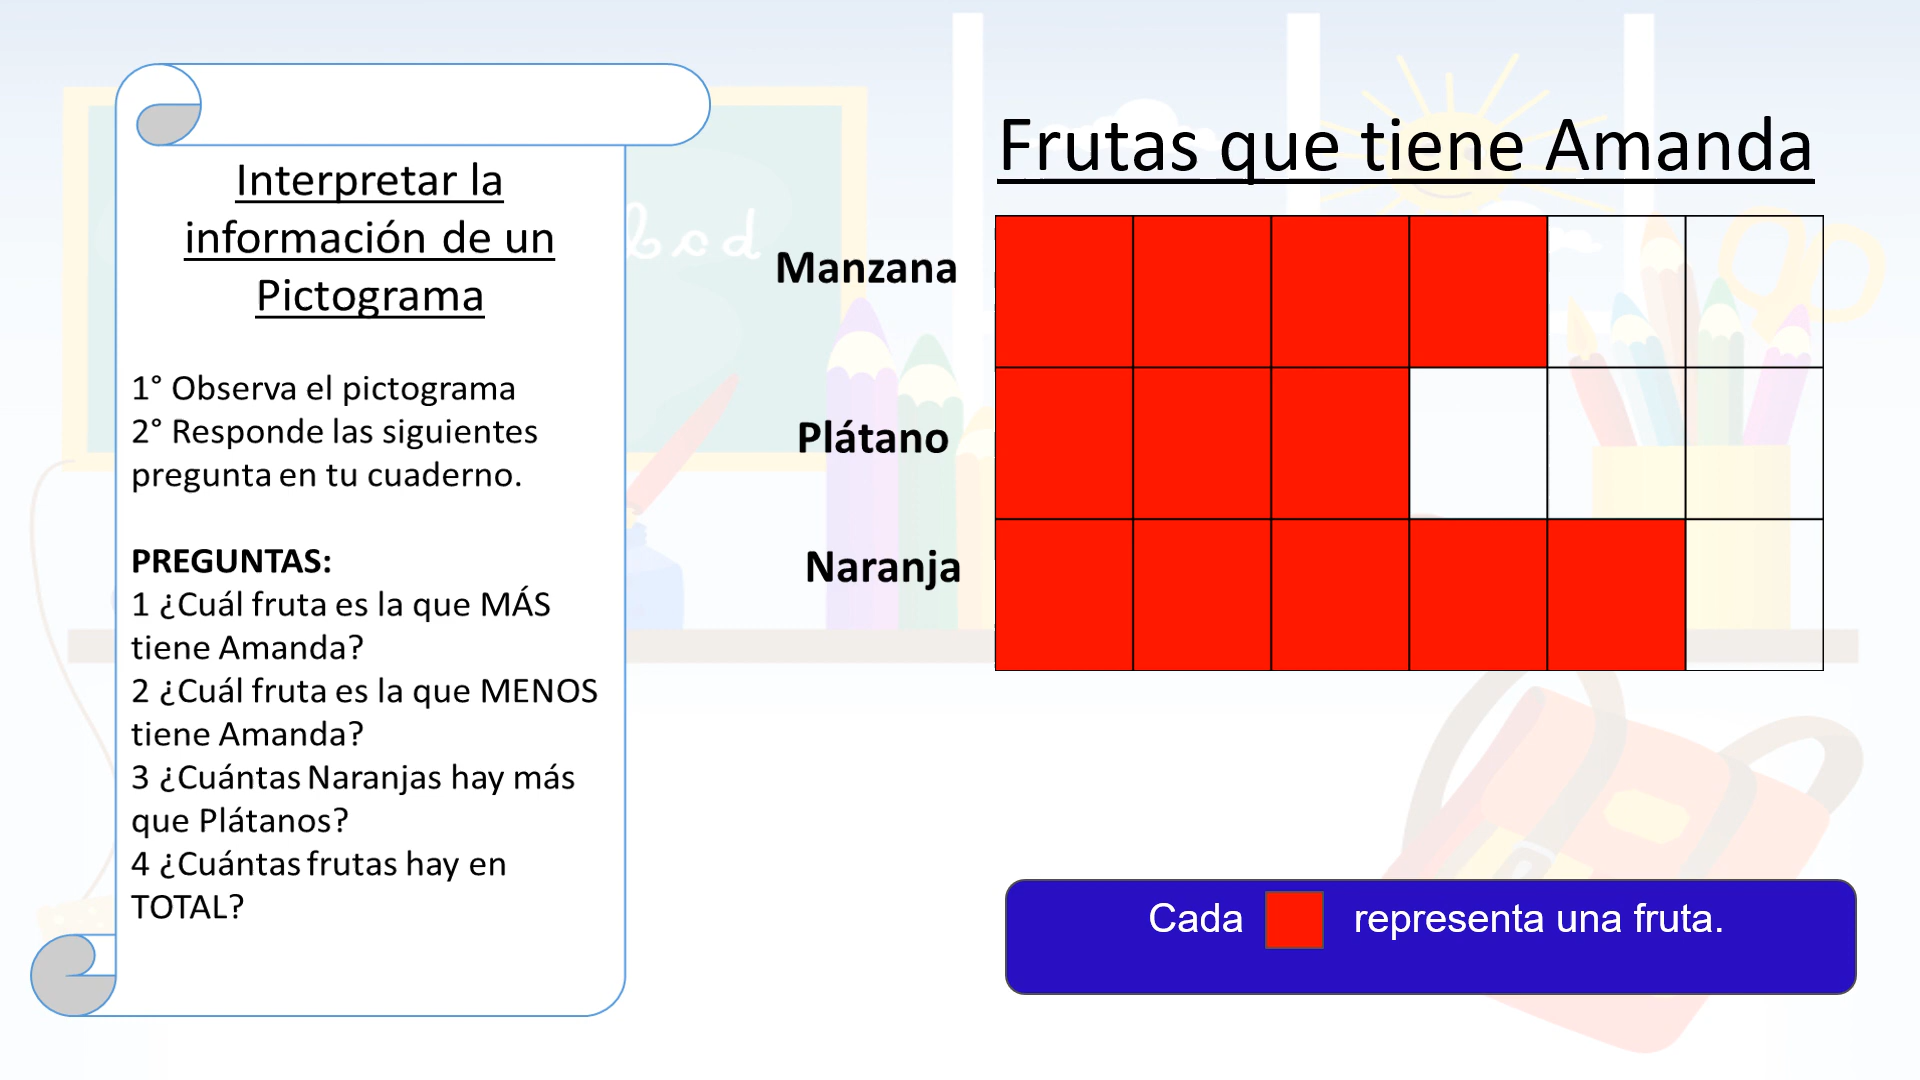 Interpretar la
información de un
Pictograma
1° Observa el pictograma
2° Responde las siguientes
pregunta en tu cuaderno.
PREGUNTAS:
1 ¿Cuál fruta es la que MÁS
tiene Amanda?
2 ¿Cuál fruta es la que MENOS
tiene Amanda?
3 ¿Cuántas Naranjas hay más
que Plátanos?
4 ¿Cuántas frutas hay en
TOTAL?
Frutas que tiene Amanda
Manzana
Plátano
Naranja
Cada representa una fruta.